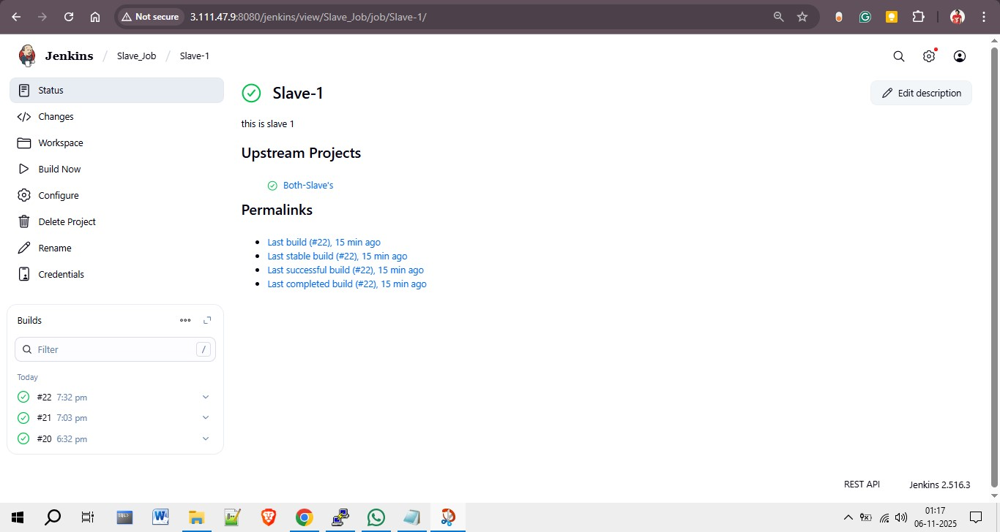 Not secure 3.111.47.9:8080/jenkins/view/Slave_Job/job/Slave-1/
Jenkins / Slave_Job / Slave-1
Status
Changes
Workspace
Build Now
Configure
Delete Project
Rename
Credentials
Builds
Filter /
Today
#22 7:32 pm
#21 7:03 pm
#20 6:32 pm
Slave-1
Edit description
this is slave 1
Upstream Projects
Both-Slave's
Permalinks
Last build (#22), 15 min ago
Last stable build (#22), 15 min ago
Last successful build (#22), 15 min ago
Last completed build (#22), 15 min ago
REST API Jenkins 2.516.3
01:17
06-11-2025